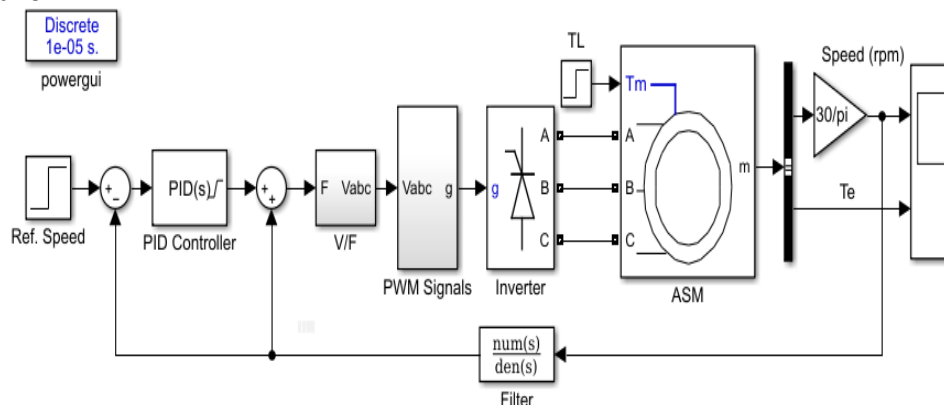 Discrete
1e-05 s.
powergui
TL
Speed (rpm)
Tm
30/pi
A
B
C
A
B
C
m
Te
g
g
Vabc
F
Vabc
PID(s)
+
−
+
+
Ref. Speed
PID Controller
V/F
PWM Signals
Inverter
ASM
num(s)
den(s)
Filter